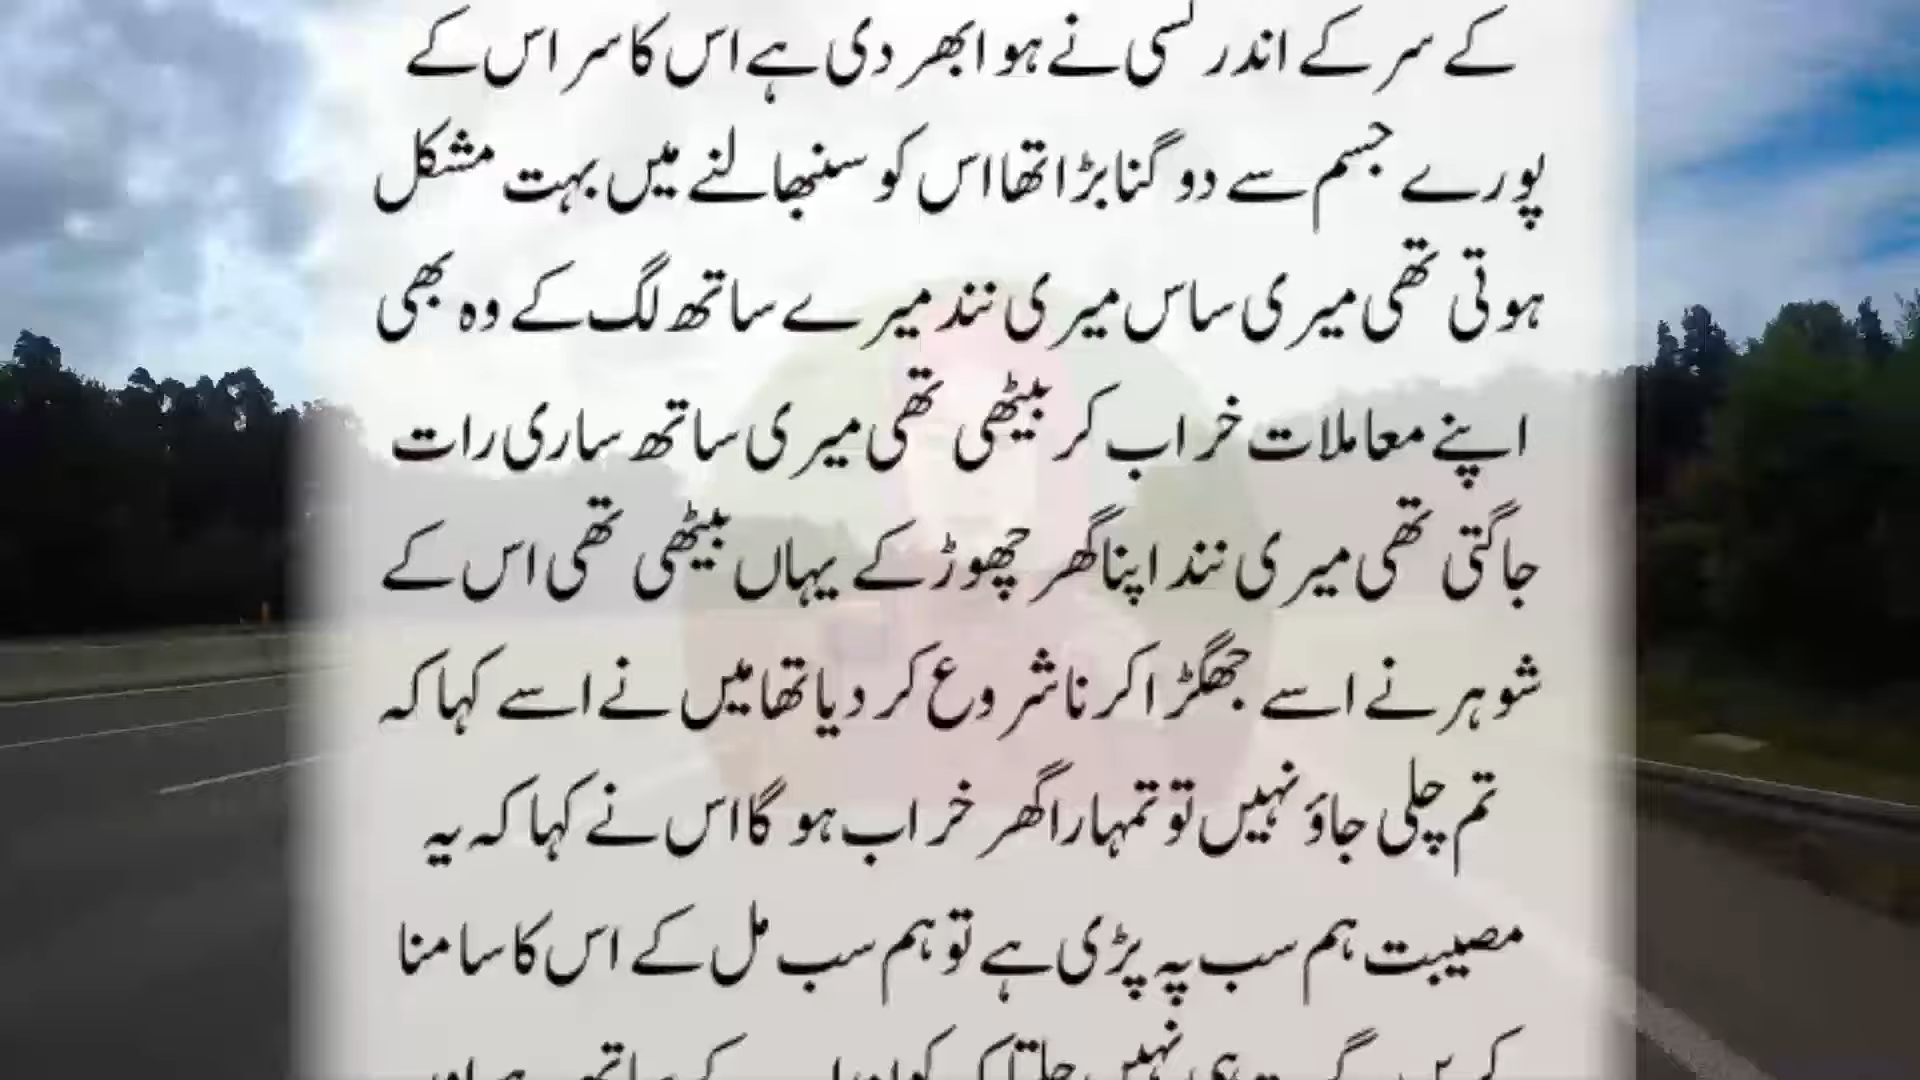 کے سر کے اندر کسی نے ہوا بھر دی ہے اس کا سر اس کے
پورے جسم سے دو گنا بڑا تھا اس کو سنبھالنے میں بہت مشکل
ہوتی تھی میری ساس میری نند میرے ساتھ لگ کے وہ بھی
اپنے معاملات خراب کر بیٹھی تھی میری ساتھ ساری رات
جاگتی تھی میری نند اپنا گھر چھوڑ کے یہاں بیٹھی تھی اس کے
شوہر نے اسے جھگڑا کرنا شروع کر دیا تھا میں نے اسے کہا کہ
تم چلی جاؤ نہیں تو تمہارا گھر خراب ہو گا اس نے کہا کہ یہ
مصیبت ہم سب پہ پڑی ہے تو ہم سب مل کے اس کا سامنا